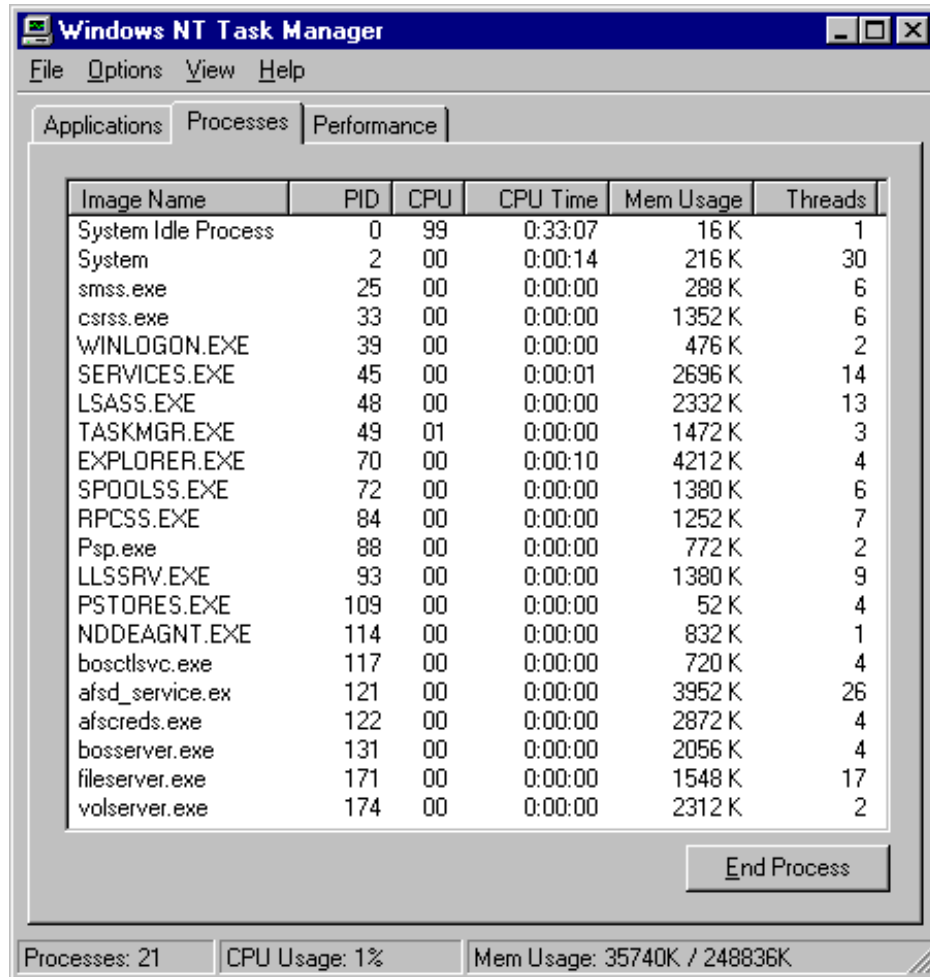 Windows NT Task Manager
File Options View Help
Applications Processes Performance
Image Name PID CPU CPU Time Mem Usage Threads
System Idle Process 0 99 0:33:07 16 K 1
System 2 00 0:00:14 216 K 30
smss.exe 25 00 0:00:00 288 K 6
csrss.exe 33 00 0:00:00 1352 K 6
WINLOGON.EXE 39 00 0:00:00 476 K 2
SERVICES.EXE 45 00 0:00:01 2696 K 14
LSASS.EXE 48 00 0:00:00 2332 K 13
TASKMGR.EXE 49 01 0:00:00 1472 K 3
EXPLORER.EXE 70 00 0:00:10 4212 K 4
SPOOLSS.EXE 72 00 0:00:00 1380 K 6
RPCSS.EXE 84 00 0:00:00 1252 K 7
Psp.exe 88 00 0:00:00 772 K 2
LLSSRV.EXE 93 00 0:00:00 1380 K 9
PSTORES.EXE 109 00 0:00:00 52 K 4
NDDEAGNT.EXE 114 00 0:00:00 832 K 1
bosctlsvc.exe 117 00 0:00:00 720 K 4
afsd_service.ex 121 00 0:00:00 3952 K 26
afscreds.exe 122 00 0:00:00 2872 K 4
bosserver.exe 131 00 0:00:00 2056 K 4
fileserver.exe 171 00 0:00:00 1548 K 17
volserver.exe 174 00 0:00:00 2312 K 2
End Process
Processes: 21 CPU Usage: 1% Mem Usage: 35740K / 248836K